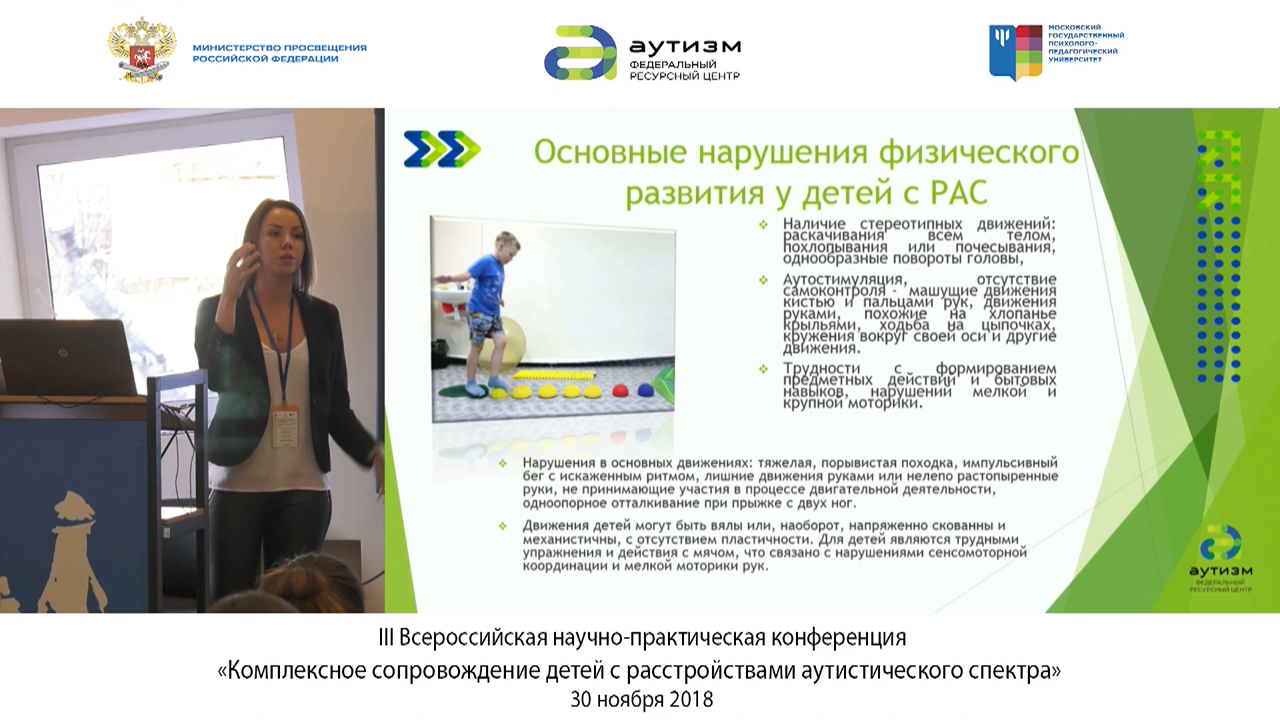 МИНИСТЕРСТВО ПРОСВЕЩЕНИЯ
РОССИЙСКОЙ ФЕДЕРАЦИИ
аутизм
ФЕДЕРАЛЬНЫЙ
РЕСУРСНЫЙ ЦЕНТР
МОСКОВСКИЙ
ГОСУДАРСТВЕННЫЙ
ПСИХОЛОГО-
ПЕДАГОГИЧЕСКИЙ
УНИВЕРСИТЕТ
Основные нарушения физического
развития у детей с РАС
Наличие стереотипных движений:
раскачивания всем телом,
похлопывания или почесывания,
однообразные повороты головы,
Аутостимуляция, отсутствие
самоконтроля - машущие движения
кистью и пальцами рук, движения
руками, похожие на хлопанье
крыльями, ходьба на цыпочках,
кружения вокруг своей оси и другие
движения.
Трудности с формированием
предметных действий и бытовых
навыков, нарушений мелкой и
крупной моторики.
Нарушения в основных движениях: тяжелая, порывистая походка, импульсивный
бег с искаженным ритмом, лишние движения руками или нелепо растопыренные
руки, не принимающие участия в процессе двигательной деятельности,
одноопорное отталкивание при прыжке с двух ног.
Движения детей могут быть вялы или, наоборот, напряженно скованны и
механистичны, с отсутствием пластичности. Для детей являются трудными
упражнения и действия с мячом, что связано с нарушениями сенсомоторной
координации и мелкой моторики рук.
аутизм
ФЕДЕРАЛЬНЫЙ
РЕСУРСНЫЙ ЦЕНТР
III Всероссийская научно-практическая конференция
«Комплексное сопровождение детей с расстройствами аутистического спектра»
30 ноября 2018